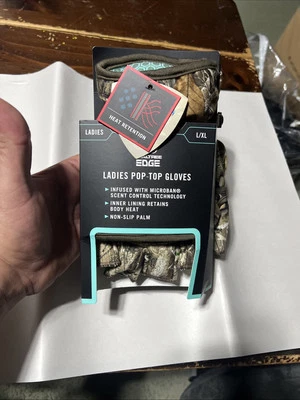 HEAT RETENTION
LADIES
L/XL
REALTREE
EDGE
LADIES POP-TOP GLOVES
▸ INFUSED WITH MICROBAN®
SCENT CONTROL TECHNOLOGY
▸ INNER LINING RETAINS
BODY HEAT
▸ NON-SLIP PALM